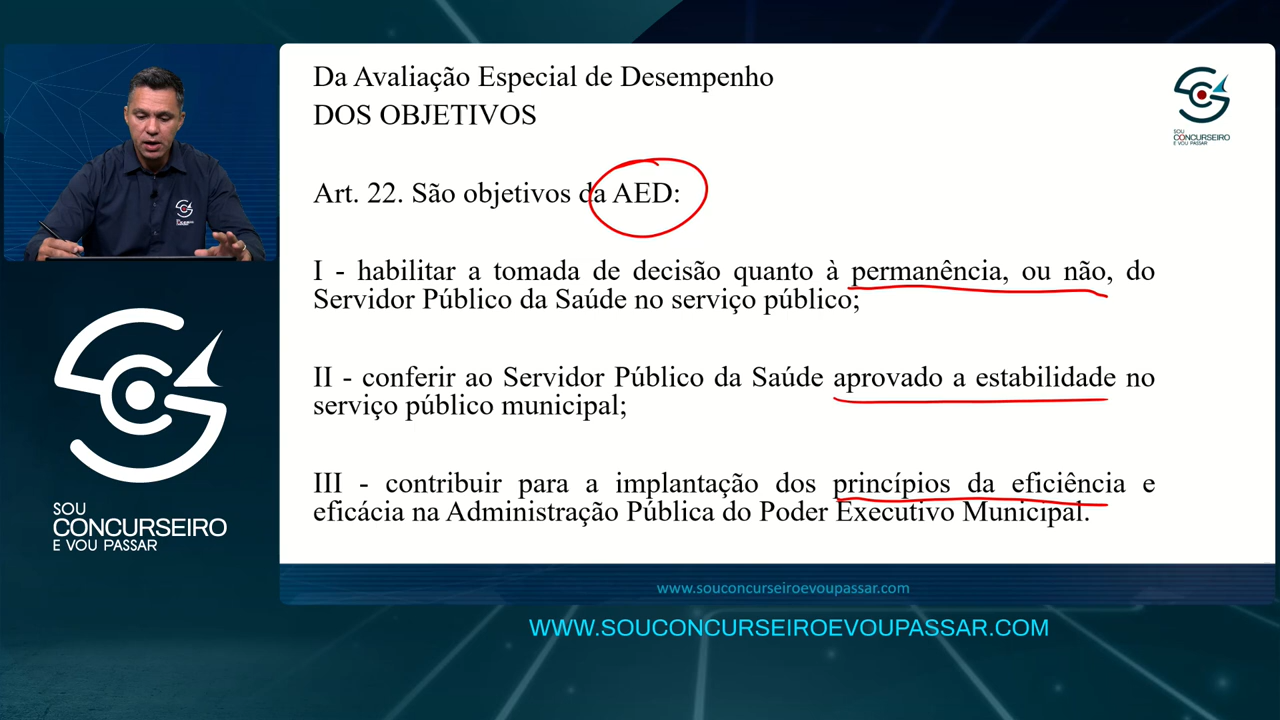 Da Avaliação Especial de Desempenho
DOS OBJETIVOS
Art. 22. São objetivos da AED:
I - habilitar a tomada de decisão quanto à permanência, ou não, do
Servidor Público da Saúde no serviço público;
II - conferir ao Servidor Público da Saúde aprovado a estabilidade no
serviço público municipal;
III - contribuir para a implantação dos princípios da eficiência e
eficácia na Administração Pública do Poder Executivo Municipal.
SOU
CONCURSEIRO
E VOU PASSAR
SOU
CONCURSEIRO
E VOU PASSAR
www.souconcurseiroevoupassar.com
WWW.SOUCONCURSEIROEVOUPASSAR.COM